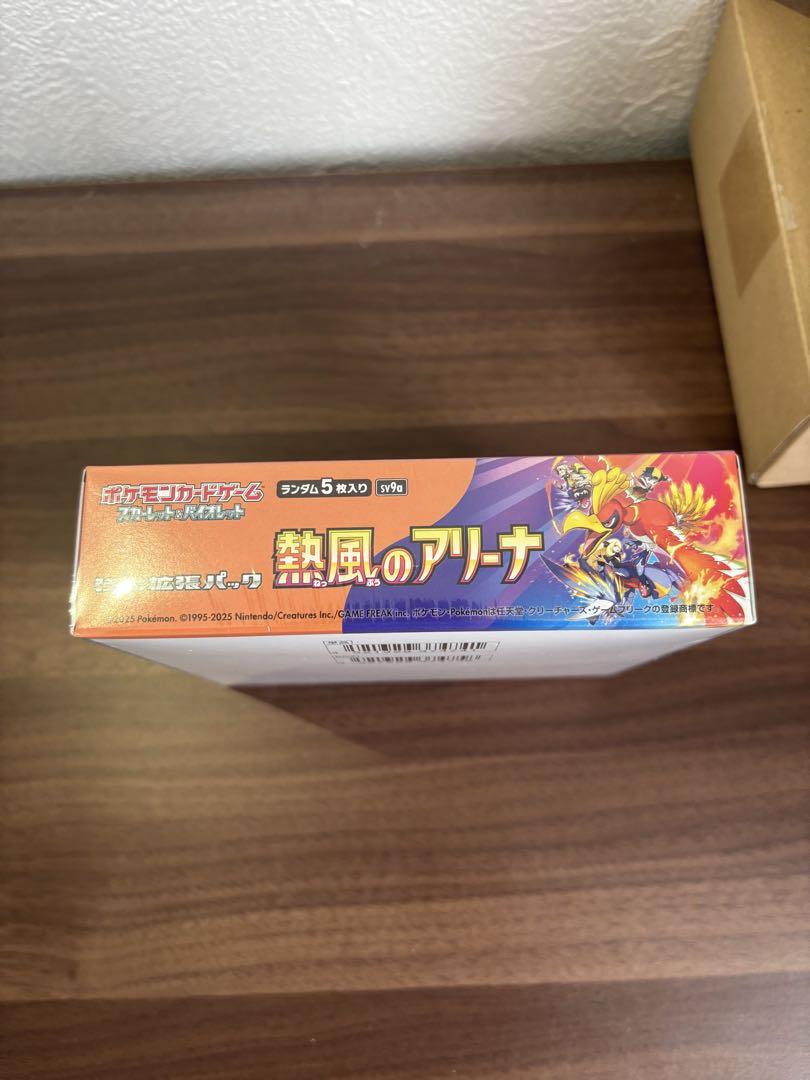 ポケモンカードゲーム
スカーレット&バイオレット
ランダム5枚入り sv9a
拡張パック
熱風のアリーナ
ねっ ぷう
©2025 Pokémon. ©1995-2025 Nintendo/Creatures Inc./GAME FREAK inc. ポケモン・Pokémonは任天堂・クリーチャーズ・ゲームフリークの登録商標です。